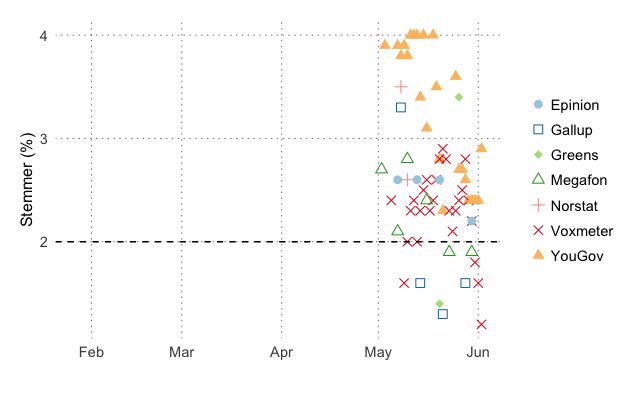 4
3
2
Stemmer (%)
Feb Mar Apr May Jun
Epinion
Gallup
Greens
Megafon
Norstat
Voxmeter
YouGov